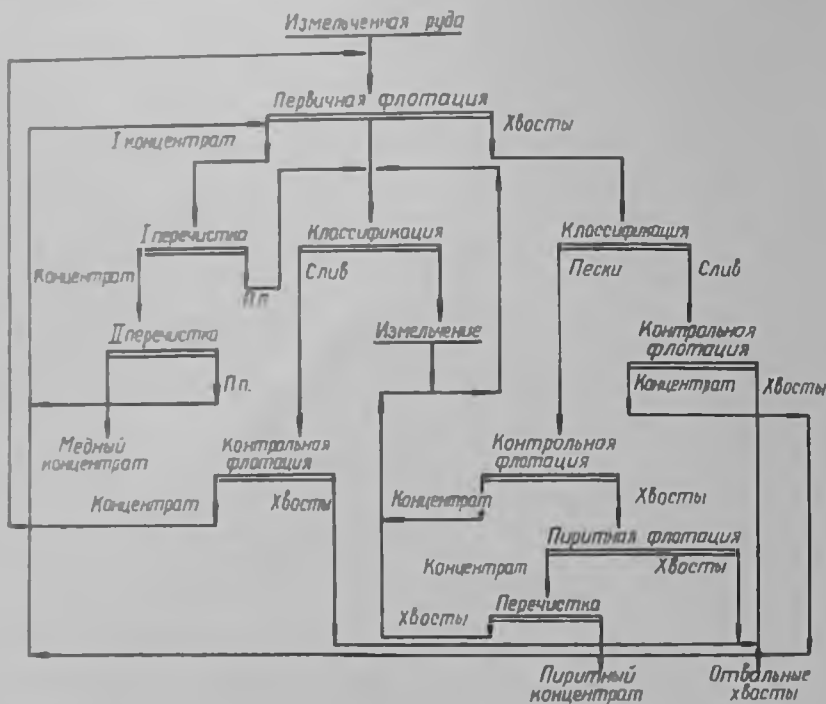 Измельченная руда
Первичная флотация
I концентрат
Хвосты
I перечистка
Классификация
Классификация
Концентрат
П.п.
Слив
Пески
Слив
II перечистка
Измельчение
Контрольная
флотация
П.п.
Концентрат
Хвосты
Медный
концентрат
Контрольная
флотация
Контрольная
флотация
Концентрат
Хвосты
Концентрат
Хвосты
Пиритная флотация
Концентрат
Хвосты
Хвосты
Перечистка
Пиритный
концентрат
Отвальные
хвосты